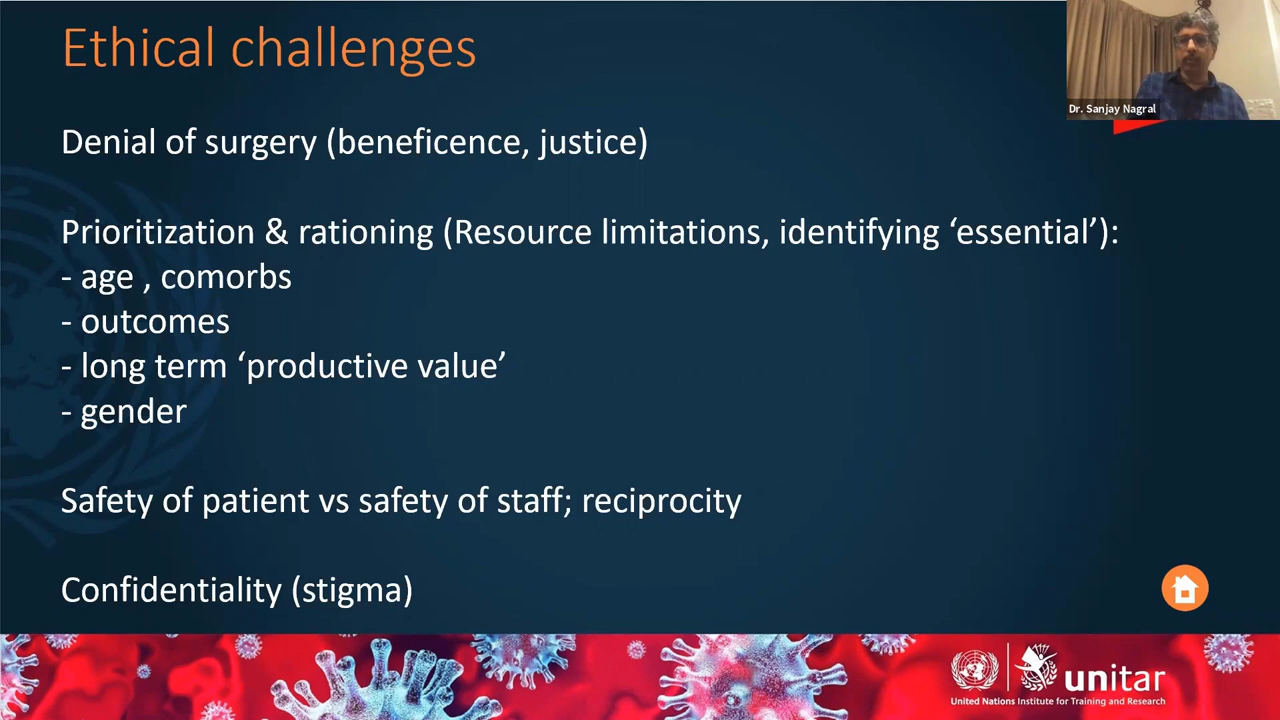 Ethical challenges
Dr. Sanjay Nagral
Denial of surgery (beneficence, justice)
Prioritization & rationing (Resource limitations, identifying ‘essential’):
- age , comorbs
- outcomes
- long term ‘productive value’
- gender
Safety of patient vs safety of staff; reciprocity
Confidentiality (stigma)
unitar
United Nations Institute for Training and Research